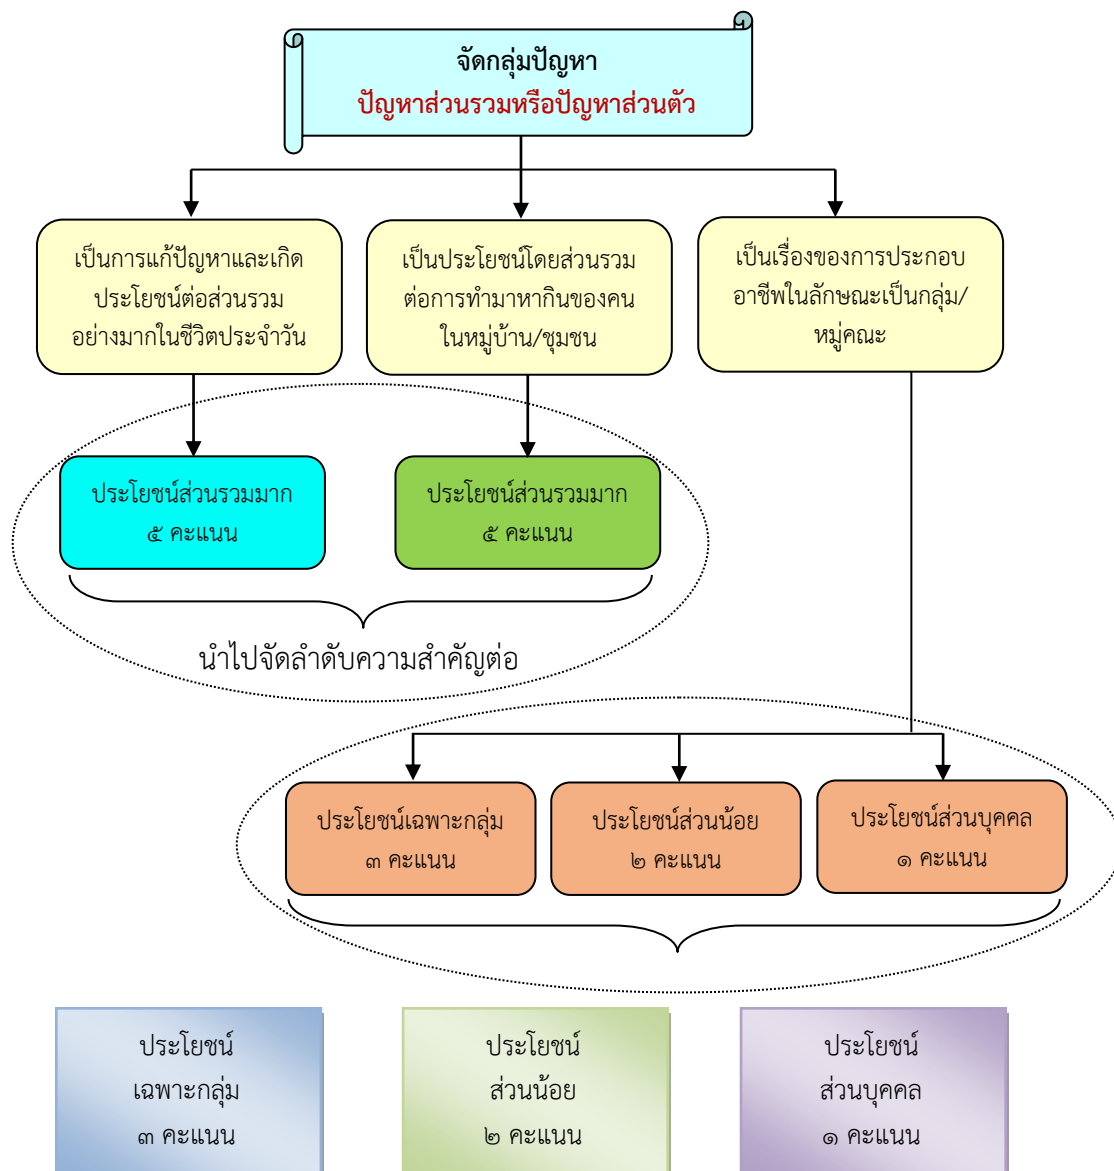 จัดกลุ่มปัญหา
ปัญหาส่วนรวมหรือปัญหาส่วนตัว
เป็นการแก้ปัญหาและเกิด
ประโยชน์ต่อส่วนรวม
อย่างมากในชีวิตประจำวัน
เป็นประโยชน์โดยส่วนรวม
ต่อการทำมาหากินของคน
ในหมู่บ้าน/ชุมชน
เป็นเรื่องของการประกอบ
อาชีพในลักษณะเป็นกลุ่ม/
หมู่คณะ
ประโยชน์ส่วนรวมมาก
๕ คะแนน
ประโยชน์ส่วนรวมมาก
๕ คะแนน
นำไปจัดลำดับความสำคัญต่อ
ประโยชน์เฉพาะกลุ่ม
๓ คะแนน
ประโยชน์ส่วนน้อย
๒ คะแนน
ประโยชน์ส่วนบุคคล
๑ คะแนน
ประโยชน์
เฉพาะกลุ่ม
๓ คะแนน
ประโยชน์
ส่วนน้อย
๒ คะแนน
ประโยชน์
ส่วนบุคคล
๑ คะแนน